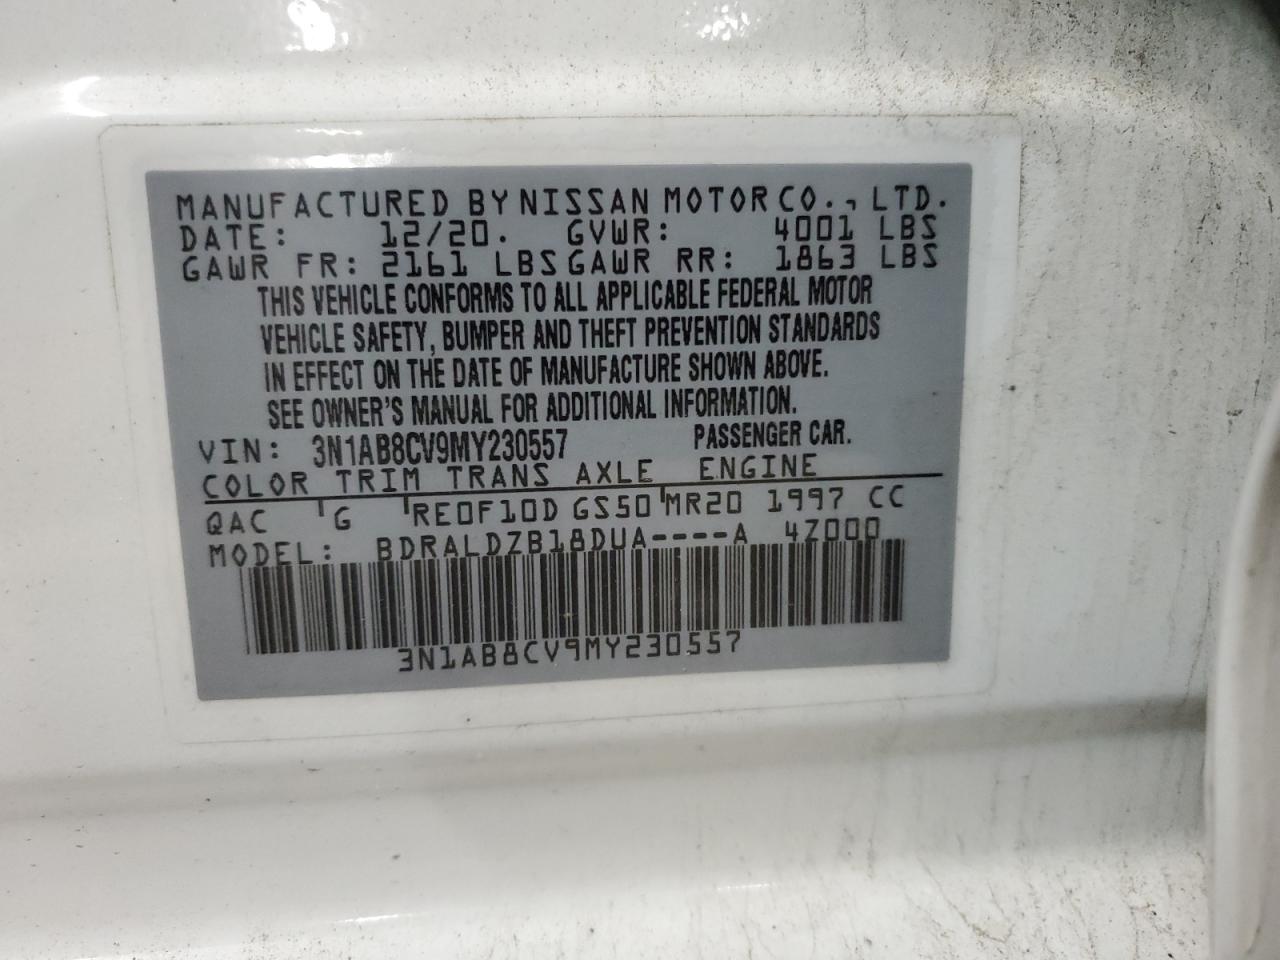 MANUFACTURED BY NISSAN MOTOR CO., LTD.
DATE: 12/20. GVWR: 4001 LBS
GAWR FR: 2161 LBS GAWR RR: 1863 LBS
THIS VEHICLE CONFORMS TO ALL APPLICABLE FEDERAL MOTOR
VEHICLE SAFETY, BUMPER AND THEFT PREVENTION STANDARDS
IN EFFECT ON THE DATE OF MANUFACTURE SHOWN ABOVE.
SEE OWNER'S MANUAL FOR ADDITIONAL INFORMATION.
VIN: 3N1AB8CV9MY230557 PASSENGER CAR.
COLOR TRIM TRANS AXLE ENGINE
QAC G RE0F10D GS50 MR20 1997 CC
MODEL: BDRALDZB18DUA----A 4Z000
3N1AB8CV9MY230557